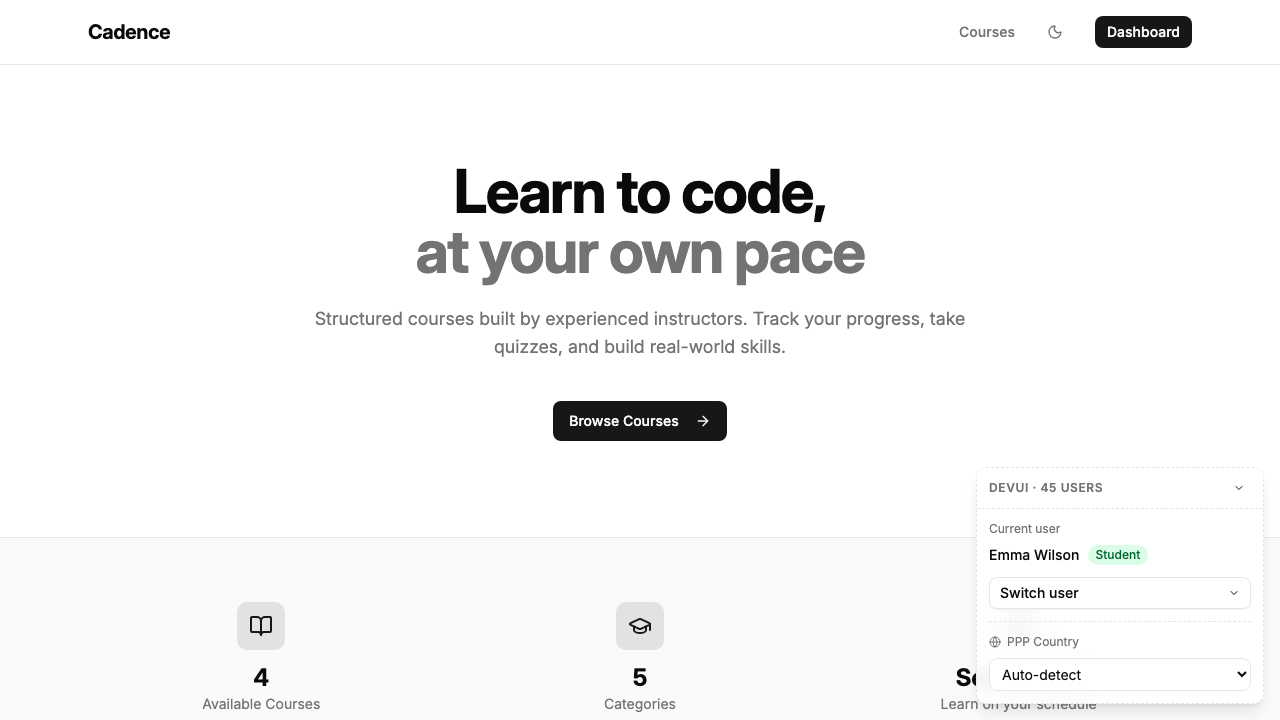 Cadence
Courses
Dashboard
Learn to code,
at your own pace
Structured courses built by experienced instructors. Track your progress, take
quizzes, and build real-world skills.
Browse Courses
DEVUI · 45 USERS
Current user
Emma Wilson Student
Switch user
PPP Country
Auto-detect
4
Available Courses
5
Categories
Learn on your schedule